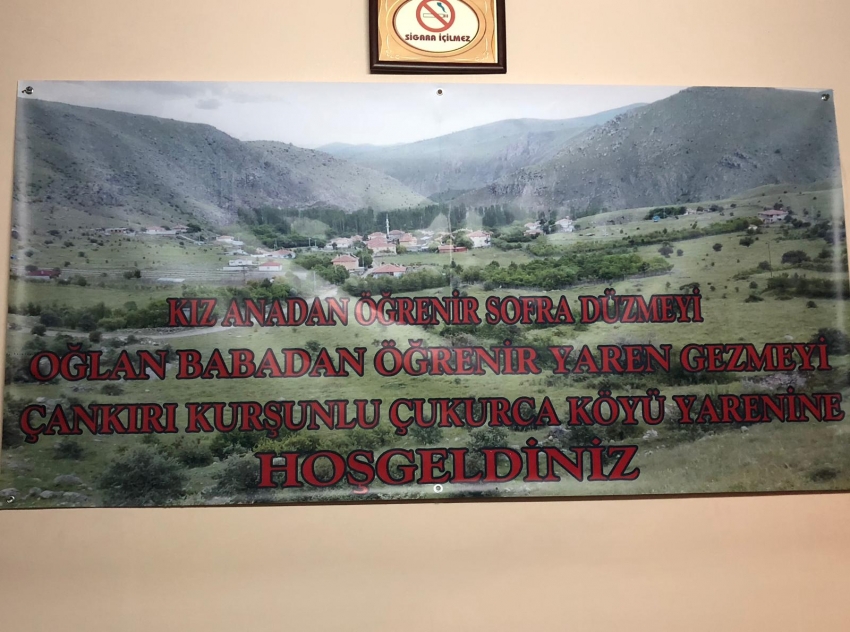 SİGARA İÇİLMEZ
KIZ ANADAN ÖĞRENİR SOFRA DÜZMEYİ
OĞLAN BABADAN ÖĞRENİR YAREN GEZMEYİ
ÇANKIRI KURŞUNLU ÇUKURCA KÖYÜ YARENİNE
HOŞGELDİNİZ